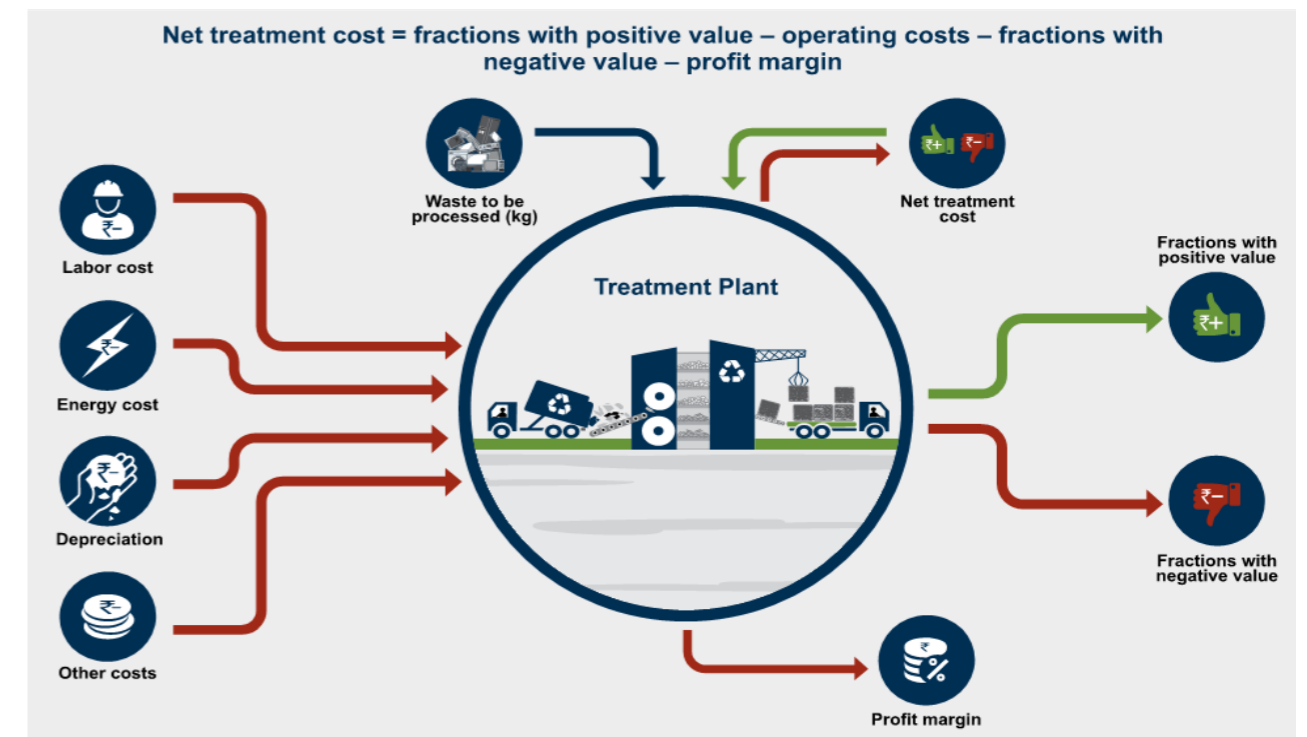 Net treatment cost = fractions with positive value – operating costs – fractions with
negative value – profit margin
Waste to be
processed (kg)
₹+
₹–
Net treatment
cost
₹–
Labor cost
Fractions with
positive value
₹+
Treatment Plant
₹–
Energy cost
₹–
Depreciation
₹–
Fractions with
negative value
₹–
Other costs
₹
%
Profit margin